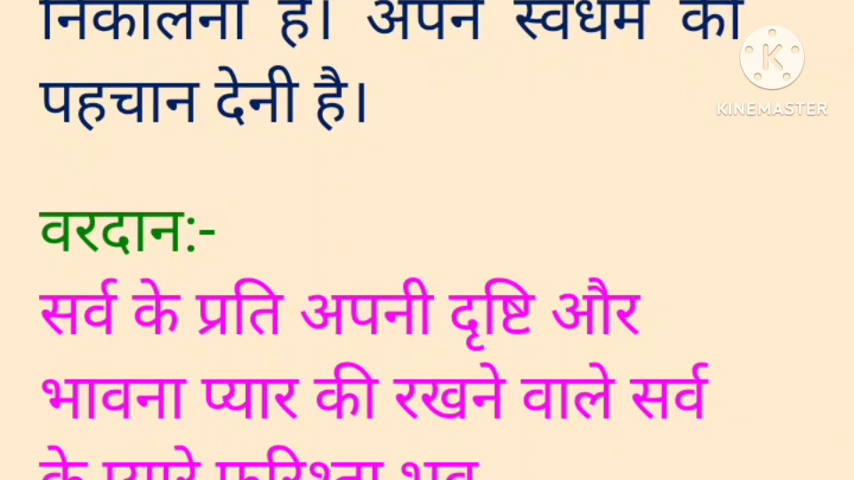 निकालना है। अपने स्वधर्म की
पहचान देनी है।
KINEMASTER
वरदान:-
सर्व के प्रति अपनी दृष्टि और
भावना प्यार की रखने वाले सर्व
के प्यारे फरिश्ता भव